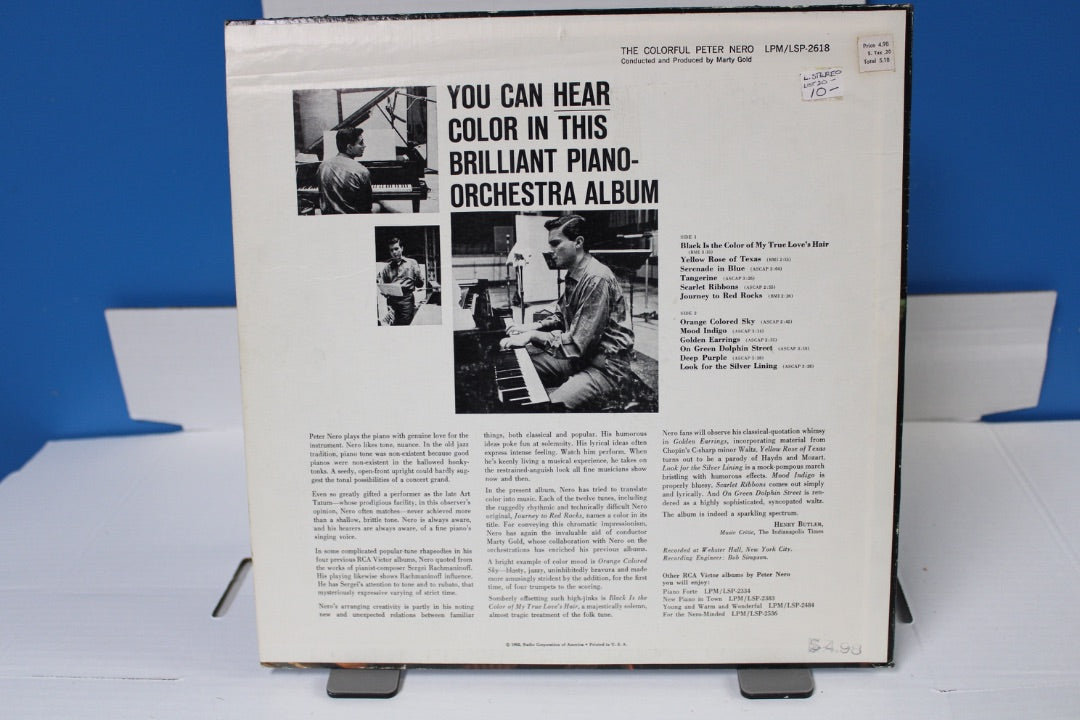 THE COLORFUL PETER NERO LPM/LSP-2618
Conducted and Produced by Marty Gold
Price 4.98
S. Tax .20
Total 5.18
L. STEREO
10-
YOU CAN HEAR
COLOR IN THIS
BRILLIANT PIANO-
ORCHESTRA ALBUM
SIDE 1
Black Is the Color of My True Love's Hair
Yellow Rose of Texas
Serenade in Blue
Tangerine
Scarlet Ribbons
Journey to Red Rocks
SIDE 2
Orange Colored Sky
Mood Indigo
Golden Earrings
On Green Dolphin Street
Deep Purple
Look for the Silver Lining
Peter Nero plays the piano with genuine love for the
instrument. Nero likes tone, nuance. In the old jazz
tradition, piano tone was non-existent because good
pianos were non-existent in the hallowed honky-
tonks. A seedy, open-front upright could hardly sug-
gest the tonal possibilities of a concert grand.
Even so greatly gifted a performer as the late Art
Tatum—whose prodigious facility, in this observer's
opinion, Nero often matches—never achieved more
than a shallow, brittle tone. Nero is always aware,
and his hearers are always aware, of a fine piano's
singing voice.
In some complicated popular-tune rhapsodies in his
four previous RCA Victor albums, Nero quoted from
the works of pianist-composer Sergei Rachmaninoff.
His playing likewise shows Rachmaninoff influence.
He has Sergei's attention to tone and to rubato, that
mysteriously expressive varying of strict time.
Nero's arranging creativity is partly in his noting
new and unexpected relations between familiar
things, both classical and popular. His humorous
ideas poke fun at solemnity. His lyrical ideas often
express intense feeling. Watch him perform. When
he's keenly living a musical experience, he takes on
the restrained-anguish look all fine musicians show
now and then.
In the present album, Nero has tried to translate
color into music. Each of the twelve tunes, including
the ruggedly rhythmic and technically difficult Nero
original, Journey to Red Rocks, names a color in its
title. For conveying this chromatic impressionism,
Nero has again the invaluable aid of conductor
Marty Gold, whose collaboration with Nero on the
orchestrations has enriched his previous albums.
A bright example of color mood is Orange Colored
Sky—blasty, jazzy, uninhibitedly bravura and made
more amusingly strident by the addition, for the first
time, of four trumpets to the scoring.
Somberly offsetting such high-jinks is Black Is the
Color of My True Love's Hair, a majestically solemn,
almost tragic treatment of the folk tune.
Nero fans will observe his classical-quotation whimsy
in Golden Earrings, incorporating material from
Chopin's C-sharp minor Waltz. Yellow Rose of Texas
turns out to be a parody of Haydn and Mozart.
Look for the Silver Lining is a mock-pompous march
bristling with humorous effects. Mood Indigo is
properly bluesy, Scarlet Ribbons comes out simply
and lyrically. And On Green Dolphin Street is ren-
dered as a highly sophisticated, syncopated waltz.
The album is indeed a sparkling spectrum.
HENRY BUTLER,
Music Critic, The Indianapolis Times
Recorded at Webster Hall, New York City.
Recording Engineer: Bob Simpson.
Other RCA Victor albums by Peter Nero
you will enjoy:
Piano Forte LPM/LSP-2334
New Piano in Town LPM/LSP-2383
Young and Warm and Wonderful LPM/LSP-2484
For the Nero-Minded LPM/LSP-2536
© 1962, Radio Corporation of America • Printed in U. S. A.
$4.98